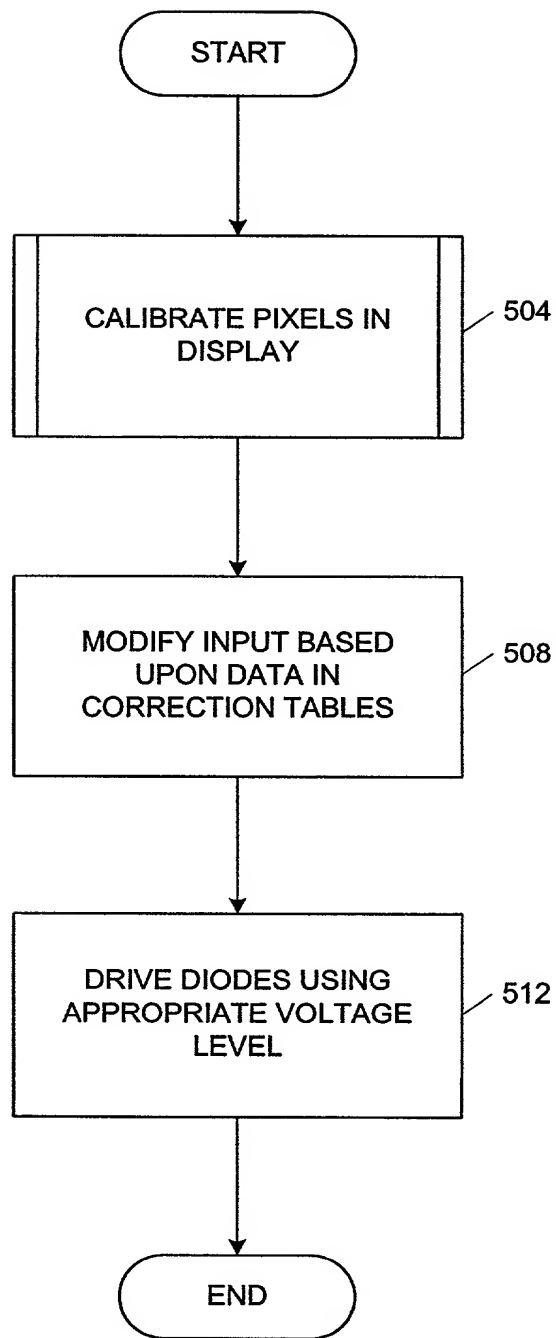 START
CALIBRATE PIXELS IN
DISPLAY
504
MODIFY INPUT BASED
UPON DATA IN
CORRECTION TABLES
508
DRIVE DIODES USING
APPROPRIATE VOLTAGE
LEVEL
512
END